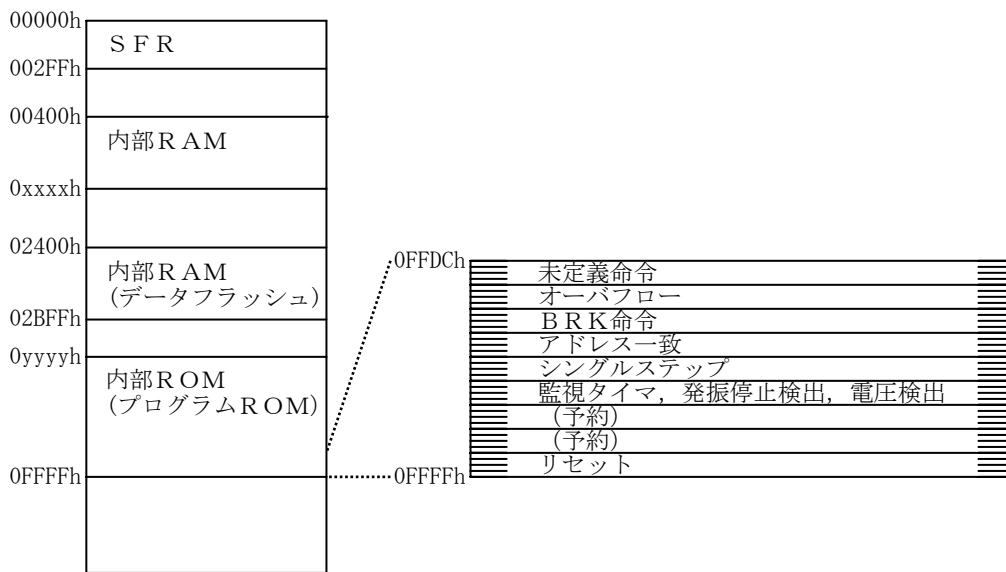 00000h
SFR
002FFh
00400h
内部RAM
0xxxxh
02400h
内部RAM
(データフラッシュ)
02BFFh
0yyyyh
内部ROM
(プログラムROM)
0FFFFh
0FFDCh
未定義命令
オーバフロー
BRK命令
アドレス一致
シングルステップ
監視タイマ，発振停止検出，電圧検出
(予約)
(予約)
リセット
0FFFFh